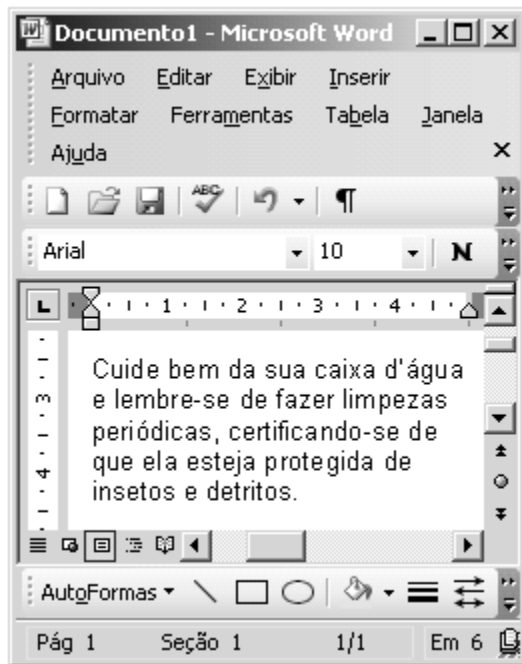 Documento1 - Microsoft Word
Arquivo Editar Exibir Inserir
Formatar Ferramentas Tabela Janela
Ajuda
ABC
Arial 10 N
L 1 2 3 4
3
4
Cuide bem da sua caixa d'água
e lembre-se de fazer limpezas
periódicas, certificando-se de
que ela esteja protegida de
insetos e detritos.
AutoFormas
Pág 1 Seção 1 1/1 Em 6